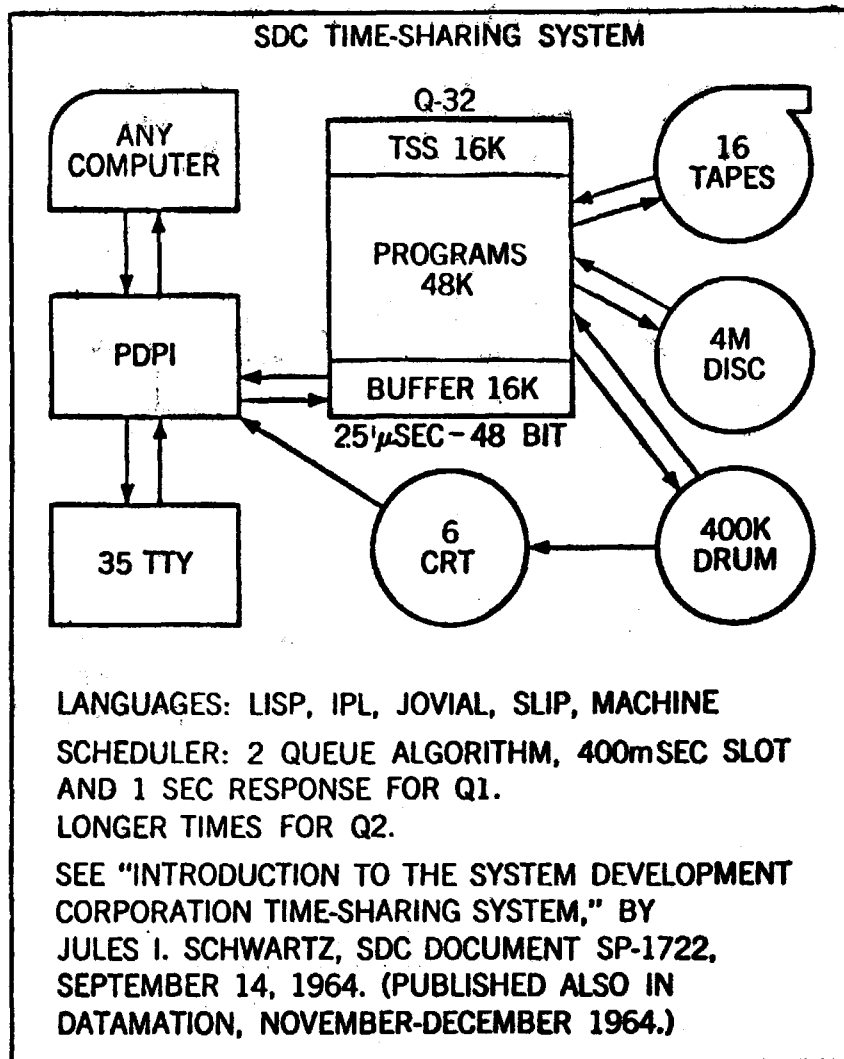 SDC TIME-SHARING SYSTEM
ANY
COMPUTER
Q-32
TSS 16K
16
TAPES
PROGRAMS
48K
PDPI
4M
DISC
BUFFER 16K
2.5 µSEC - 48 BIT
35 TTY
6
CRT
400K
DRUM
LANGUAGES: LISP, IPL, JOVIAL, SLIP, MACHINE
SCHEDULER: 2 QUEUE ALGORITHM, 400mSEC SLOT
AND 1 SEC RESPONSE FOR Q1.
LONGER TIMES FOR Q2.
SEE "INTRODUCTION TO THE SYSTEM DEVELOPMENT
CORPORATION TIME-SHARING SYSTEM," BY
JULES I. SCHWARTZ, SDC DOCUMENT SP-1722,
SEPTEMBER 14, 1964. (PUBLISHED ALSO IN
DATAMATION, NOVEMBER-DECEMBER 1964.)